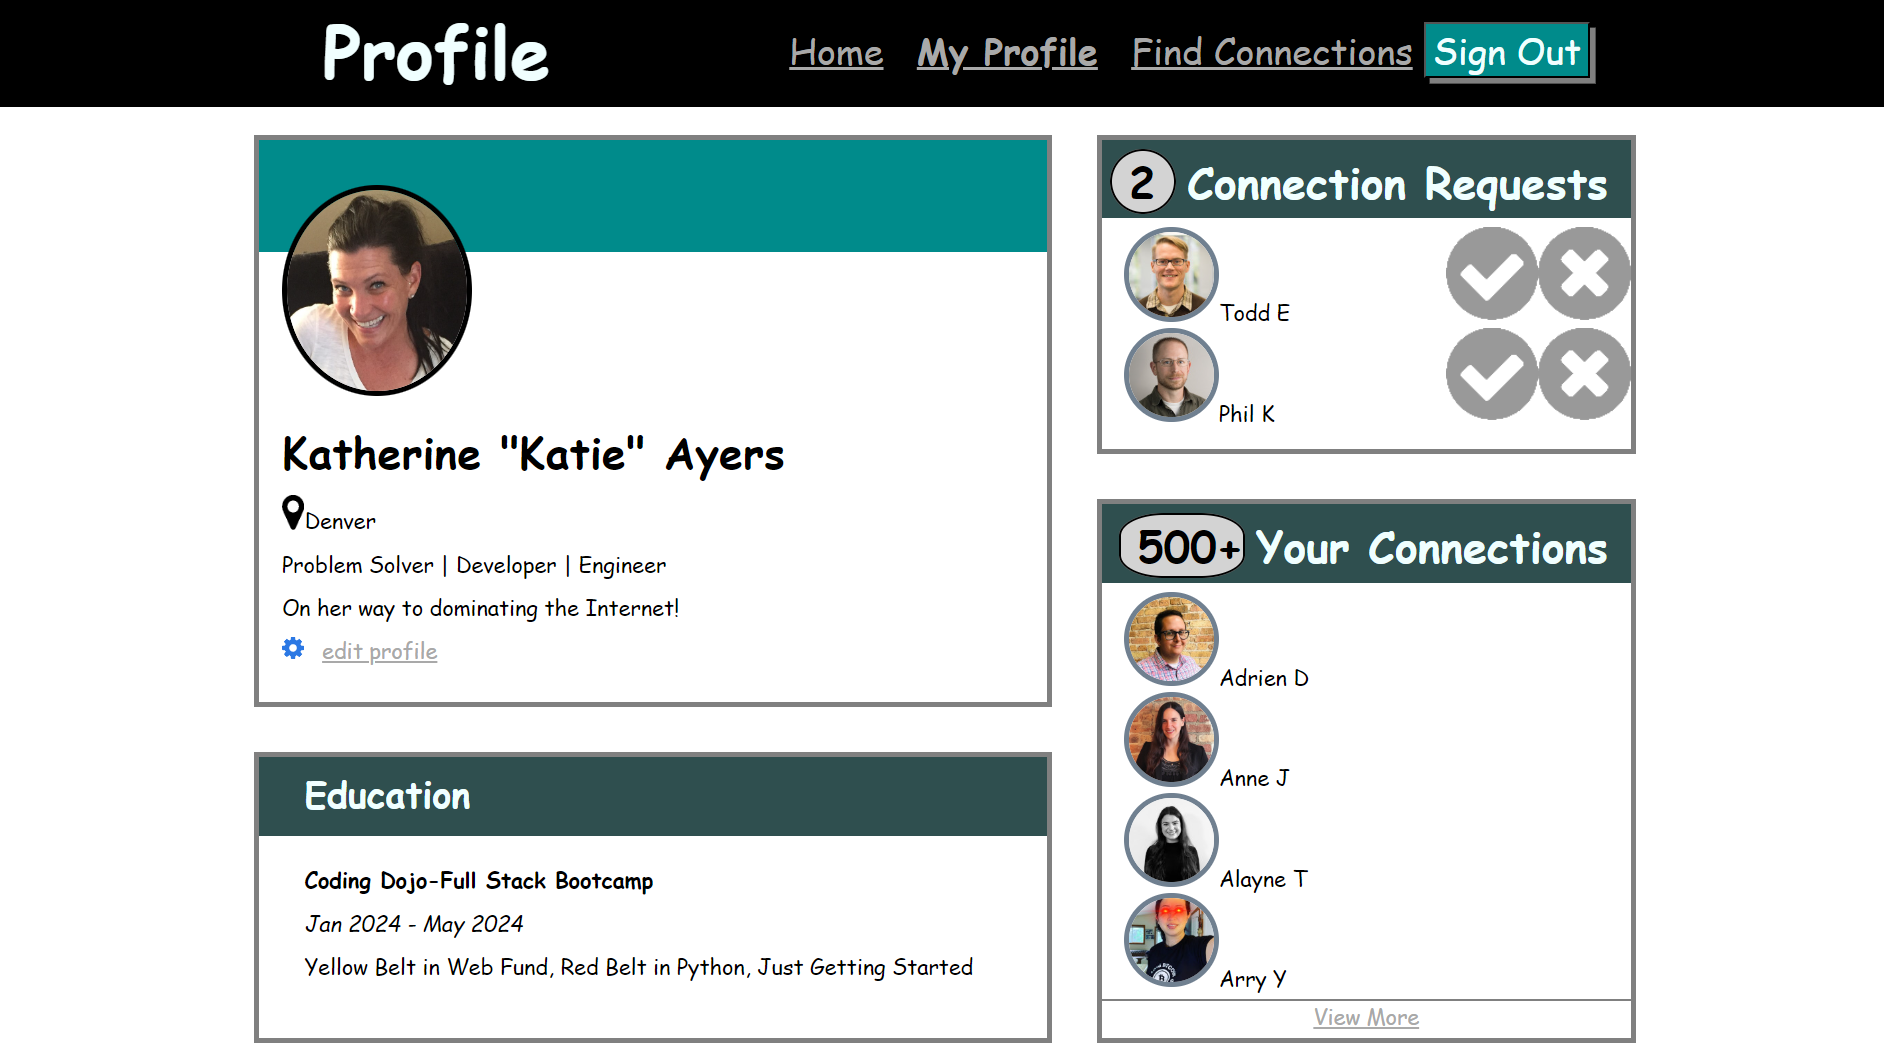 Profile
Home My Profile Find Connections Sign Out
Katherine "Katie" Ayers
Denver
Problem Solver | Developer | Engineer
On her way to dominating the Internet!
edit profile
Education
Coding Dojo-Full Stack Bootcamp
Jan 2024 - May 2024
Yellow Belt in Web Fund, Red Belt in Python, Just Getting Started
2 Connection Requests
Todd E
Phil K
500+ Your Connections
Adrien D
Anne J
Alayne T
Arry Y
View More